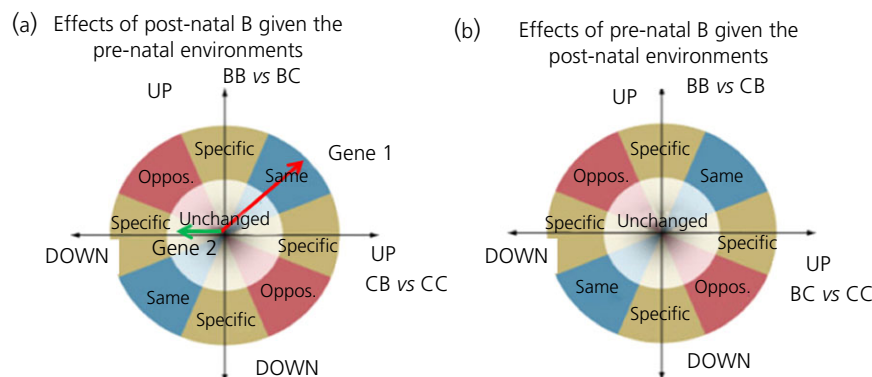 (a) Effects of post-natal B given the
pre-natal environments
UP
BB vs BC
Specific
Gene 1
Oppos.
Same
Specific
Unchanged
Gene 2
Specific
DOWN
UP
CB vs CC
Same
Oppos.
Specific
DOWN
(b) Effects of pre-natal B given the
post-natal environments
UP
BB vs CB
Specific
Oppos.
Same
Specific
Unchanged
Specific
DOWN
UP
BC vs CC
Same
Oppos.
Specific
DOWN